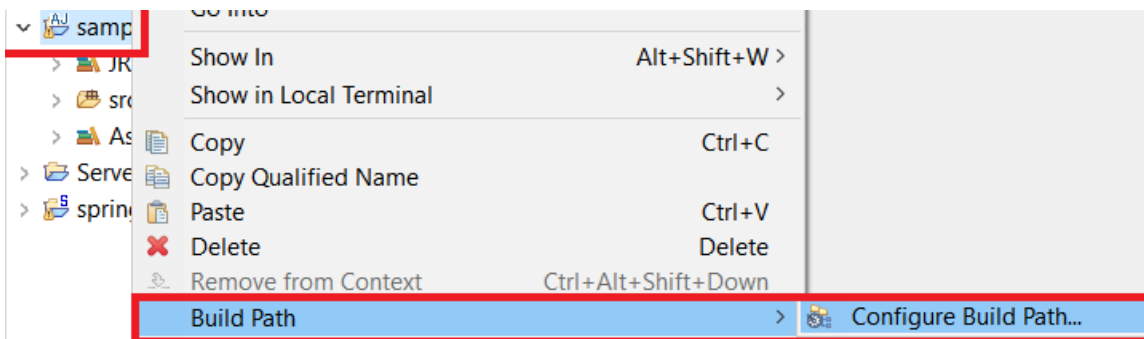 samp
Show In Alt+Shift+W >
JR
Show in Local Terminal >
src
As
Copy Ctrl+C
Serve
Copy Qualified Name
spring
Paste Ctrl+V
Delete Delete
Remove from Context Ctrl+Alt+Shift+Down
Build Path > Configure Build Path...